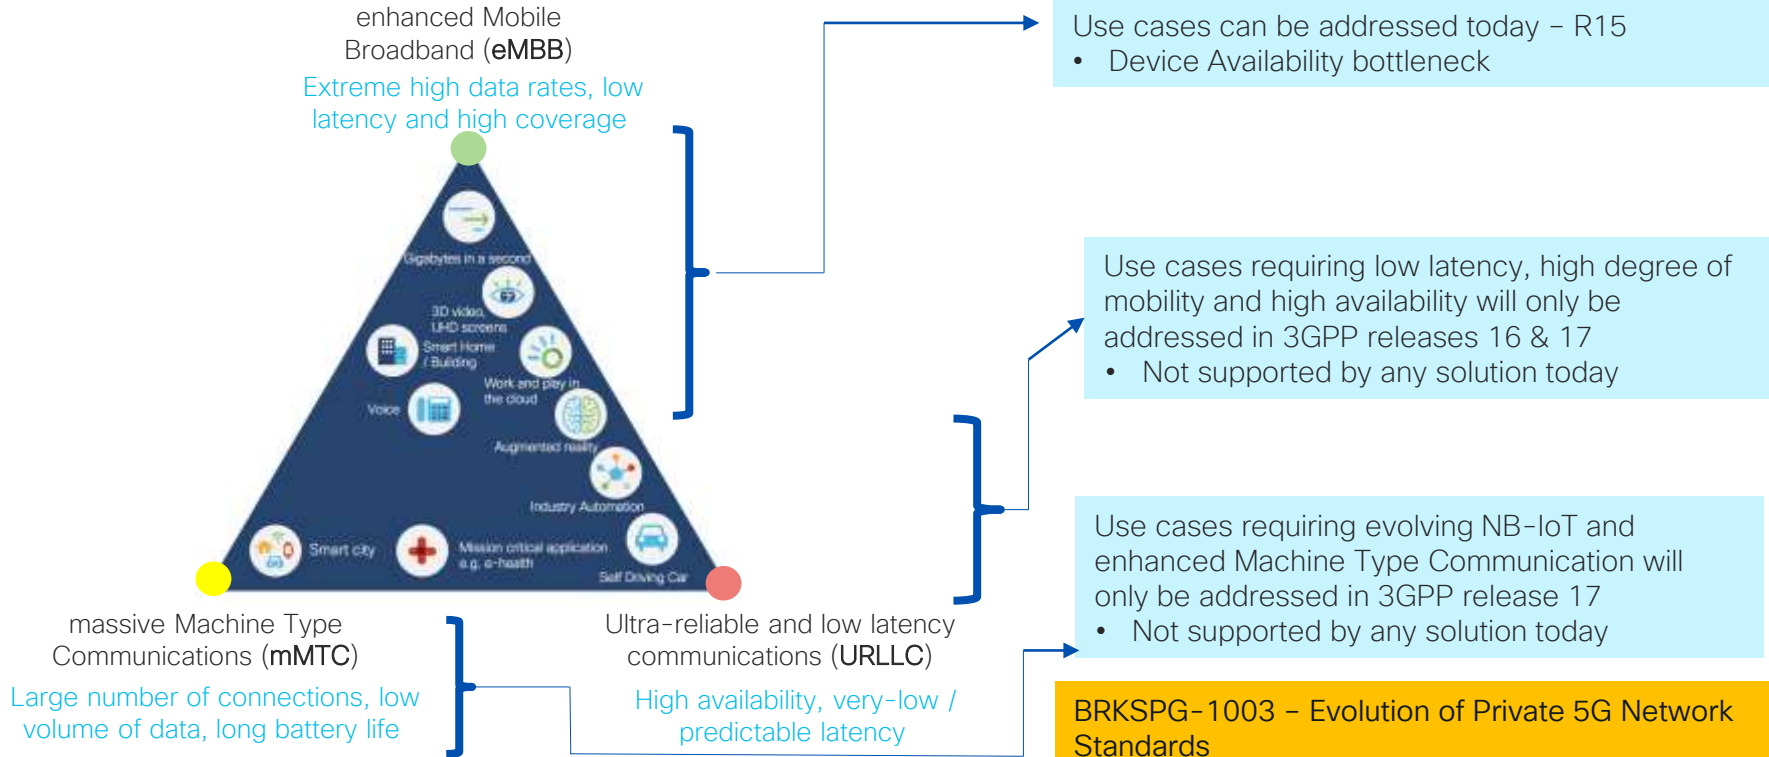 enhanced Mobile
Broadband (eMBB)
Extreme high data rates, low
latency and high coverage
Gigabytes in a second
3D video,
UHD screens
Smart Home
/ Building
Work and play in
the cloud
Voice
Augmented reality
Industry Automation
Smart city
Mission critical application
e.g. e-health
Self Driving Car
massive Machine Type
Communications (mMTC)
Large number of connections, low
volume of data, long battery life
Ultra-reliable and low latency
communications (URLLC)
High availability, very-low /
predictable latency
Use cases can be addressed today – R15
• Device Availability bottleneck
Use cases requiring low latency, high degree of
mobility and high availability will only be
addressed in 3GPP releases 16 & 17
• Not supported by any solution today
Use cases requiring evolving NB-IoT and
enhanced Machine Type Communication will
only be addressed in 3GPP release 17
• Not supported by any solution today
BRKSPG-1003 – Evolution of Private 5G Network
Standards